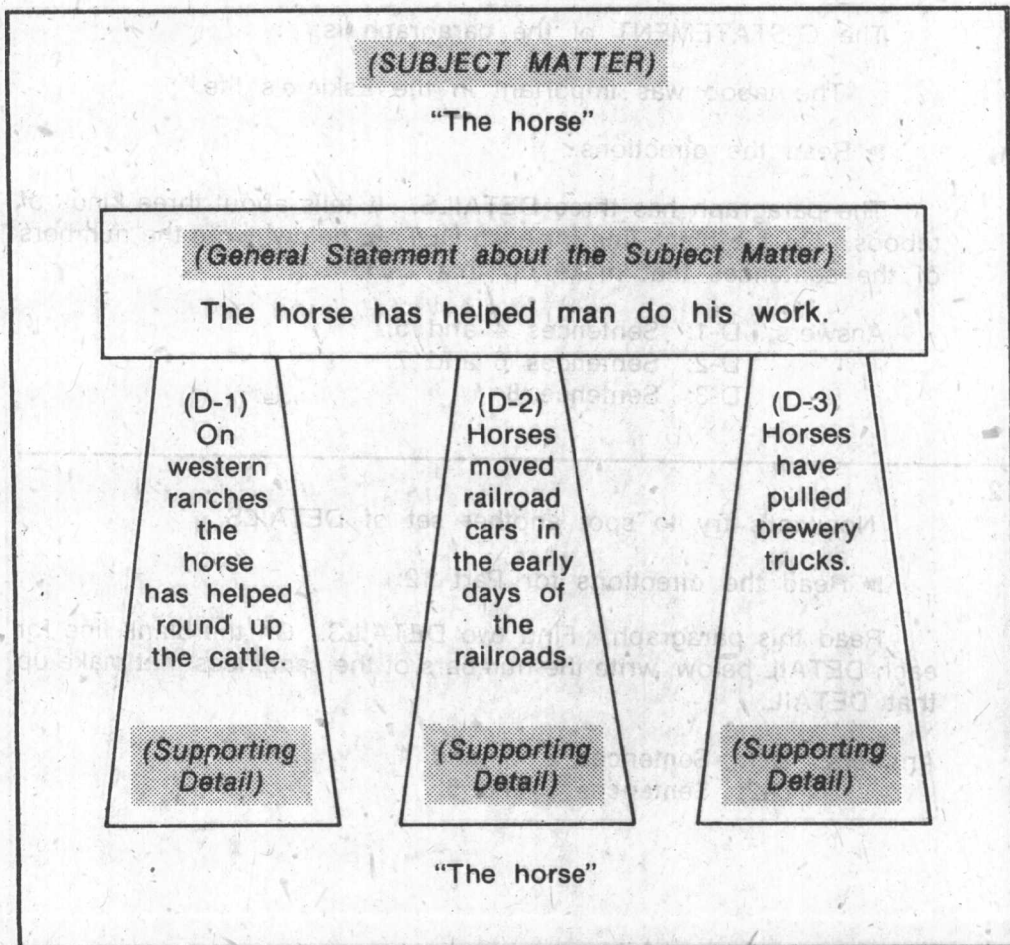 (SUBJECT MATTER)
"The horse"
(General Statement about the Subject Matter)
The horse has helped man do his work.
(D-1)
On
western
ranches
the
horse
has helped
round up
the cattle.
(Supporting
Detail)
(D-2)
Horses
moved
railroad
cars in
the early
days of
the
railroads.
(Supporting
Detail)
(D-3)
Horses
have
pulled
brewery
trucks.
(Supporting
Detail)
"The horse"